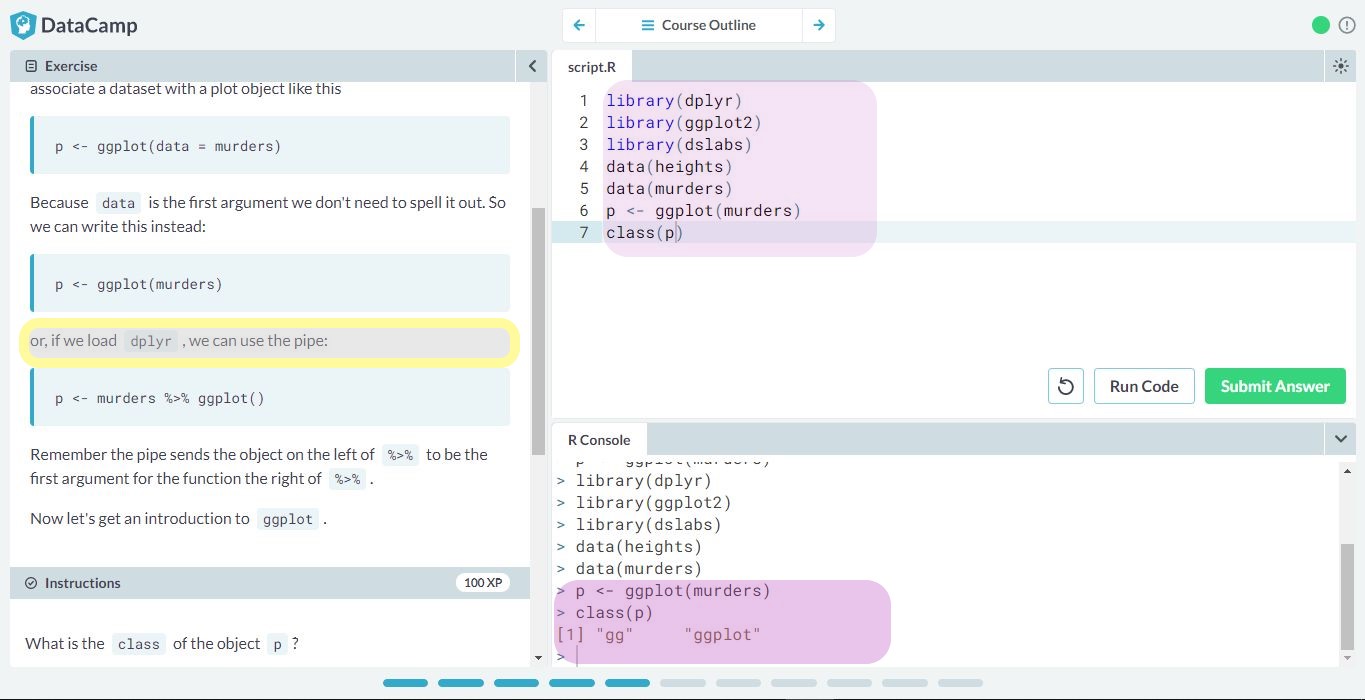 DataCamp
Course Outline
Exercise
associate a dataset with a plot object like this
p <- ggplot(data = murders)
Because data is the first argument we don't need to spell it out. So
we can write this instead:
p <- ggplot(murders)
or, if we load dplyr , we can use the pipe:
p <- murders %>% ggplot()
Remember the pipe sends the object on the left of %>% to be the
first argument for the function the right of %>% .
Now let's get an introduction to ggplot .
Instructions
100 XP
What is the class of the object p ?
script.R
1 library(dplyr)
2 library(ggplot2)
3 library(dslabs)
4 data(heights)
5 data(murders)
6 p <- ggplot(murders)
7 class(p)
Run Code
Submit Answer
R Console
p <- ggplot(murders)
> library(dplyr)
> library(ggplot2)
> library(dslabs)
> data(heights)
> data(murders)
> p <- ggplot(murders)
> class(p)
[1] "gg" "ggplot"
>